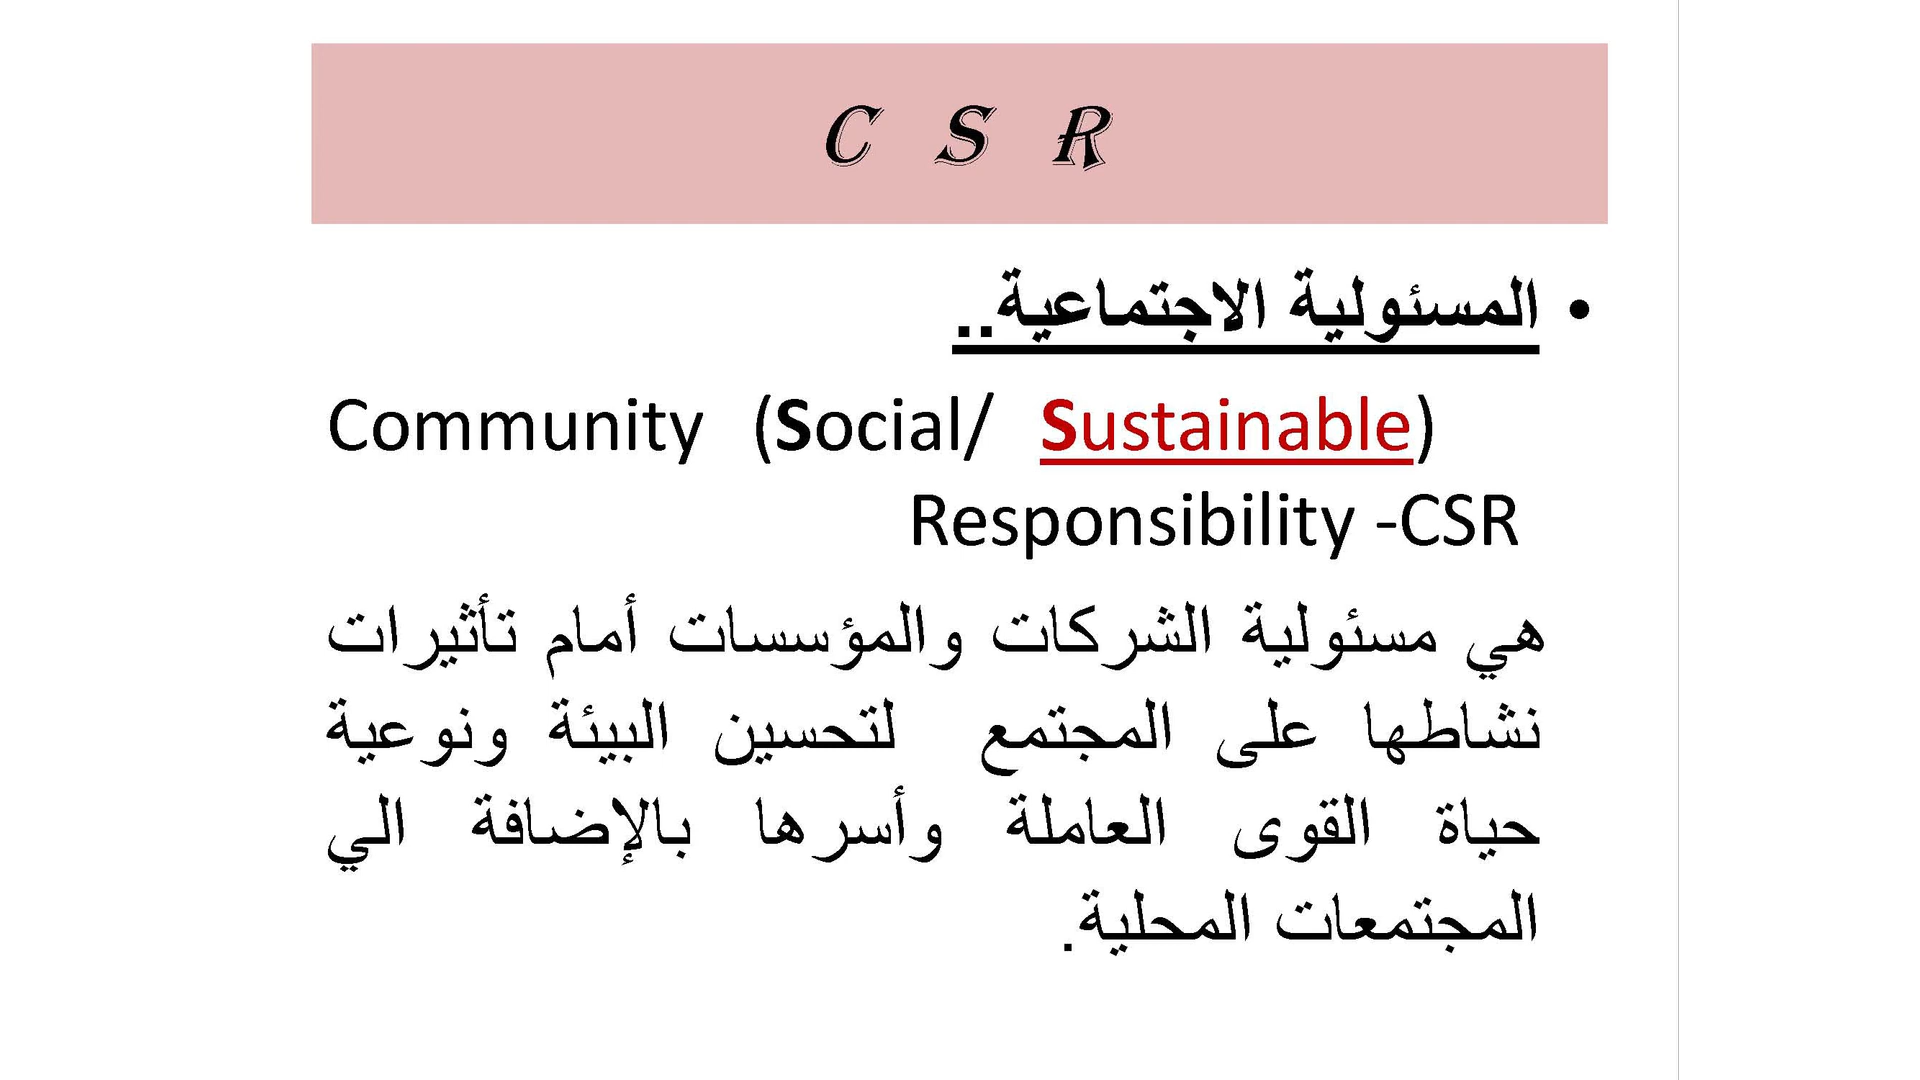 C S R
• المسئولية الاجتماعية..
Community (Social/ Sustainable)
Responsibility -CSR
هي مسئولية الشركات والمؤسسات أمام تأثيرات
نشاطها على المجتمع لتحسين البيئة ونوعية
حياة القوى العاملة وأسرها بالإضافة الي
المجتمعات المحلية.